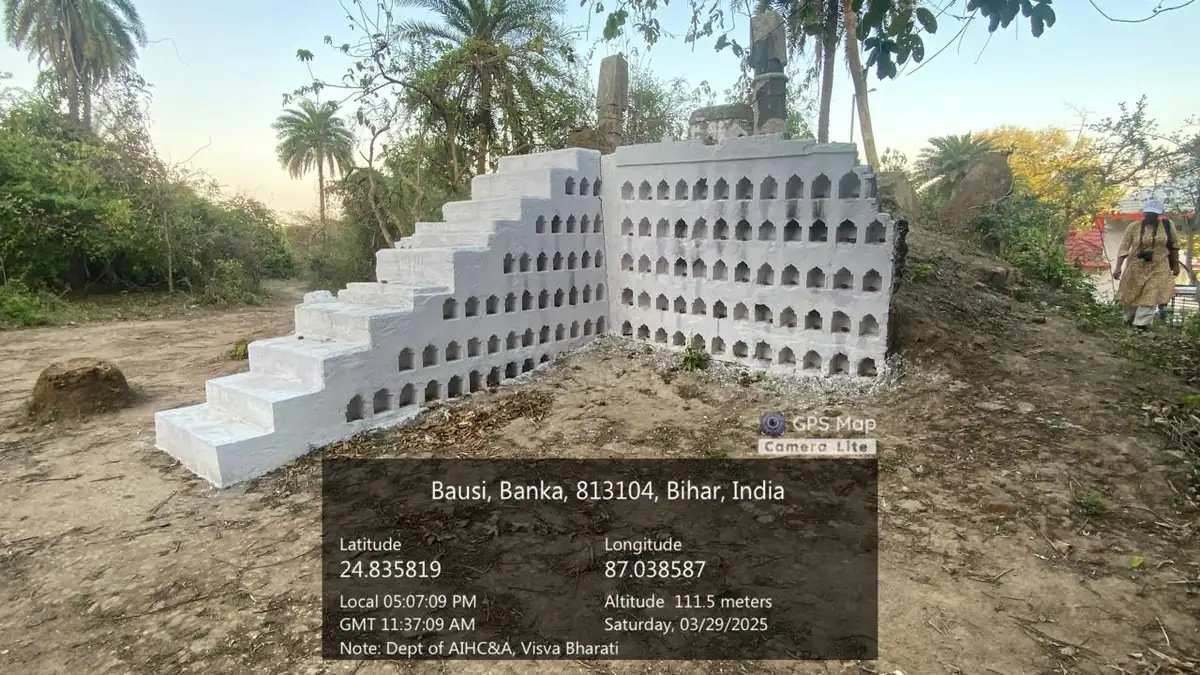 GPS Map
Camera Lite
Bausi, Banka, 813104, Bihar, India
Latitude
24.835819
Longitude
87.038587
Local 05:07:09 PM
GMT 11:37:09 AM
Altitude 111.5 meters
Saturday, 03/29/2025
Note: Dept of AIHC&A, Visva Bharati